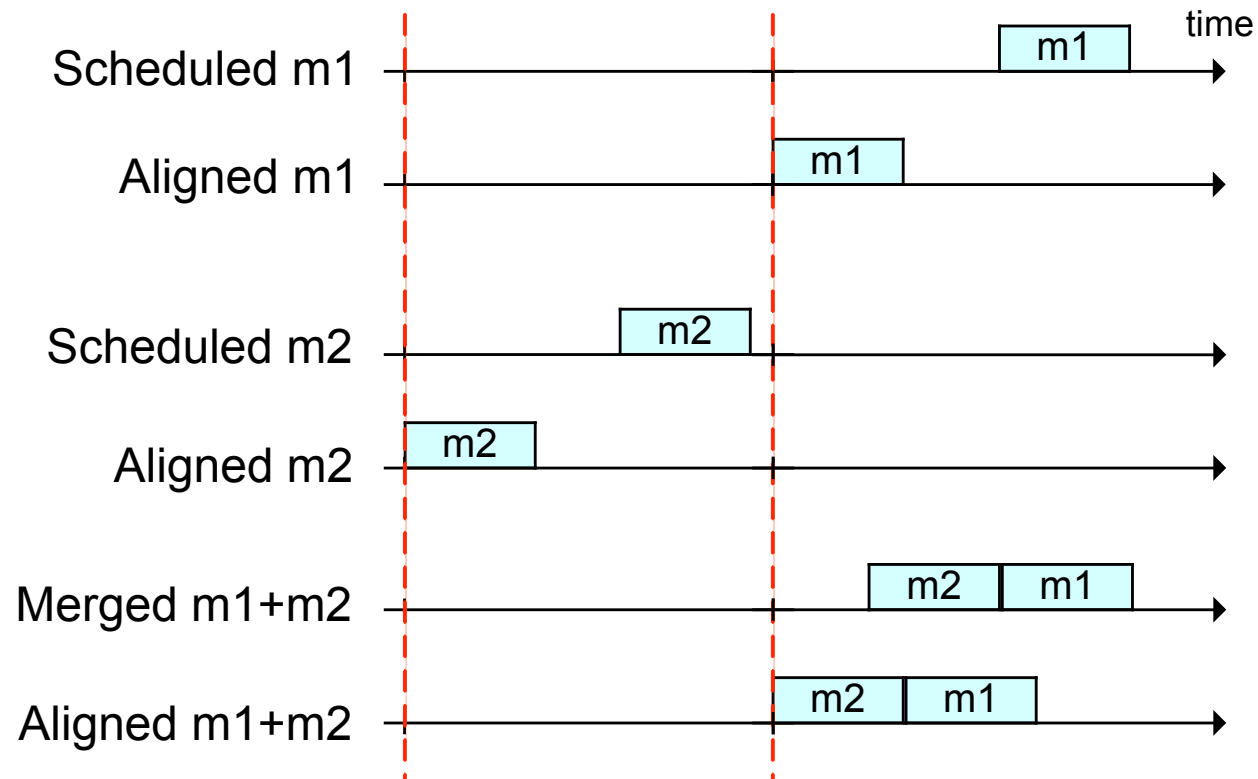 time
Scheduled m1
m1
Aligned m1
m1
Scheduled m2
m2
Aligned m2
m2
Merged m1+m2
m2 m1
Aligned m1+m2
m2 m1